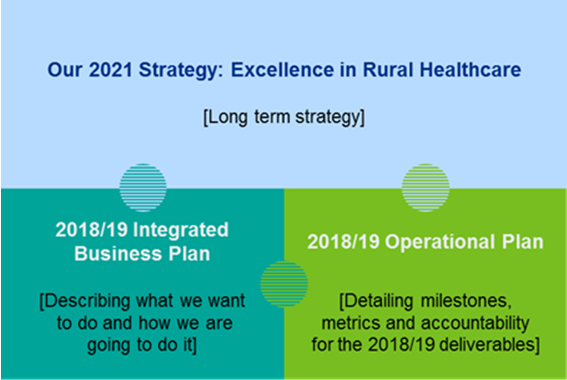 Our 2021 Strategy: Excellence in Rural Healthcare
[Long term strategy]
2018/19 Integrated
Business Plan
[Describing what we want
to do and how we are
going to do it]
2018/19 Operational Plan
[Detailing milestones,
metrics and accountability
for the 2018/19 deliverables]